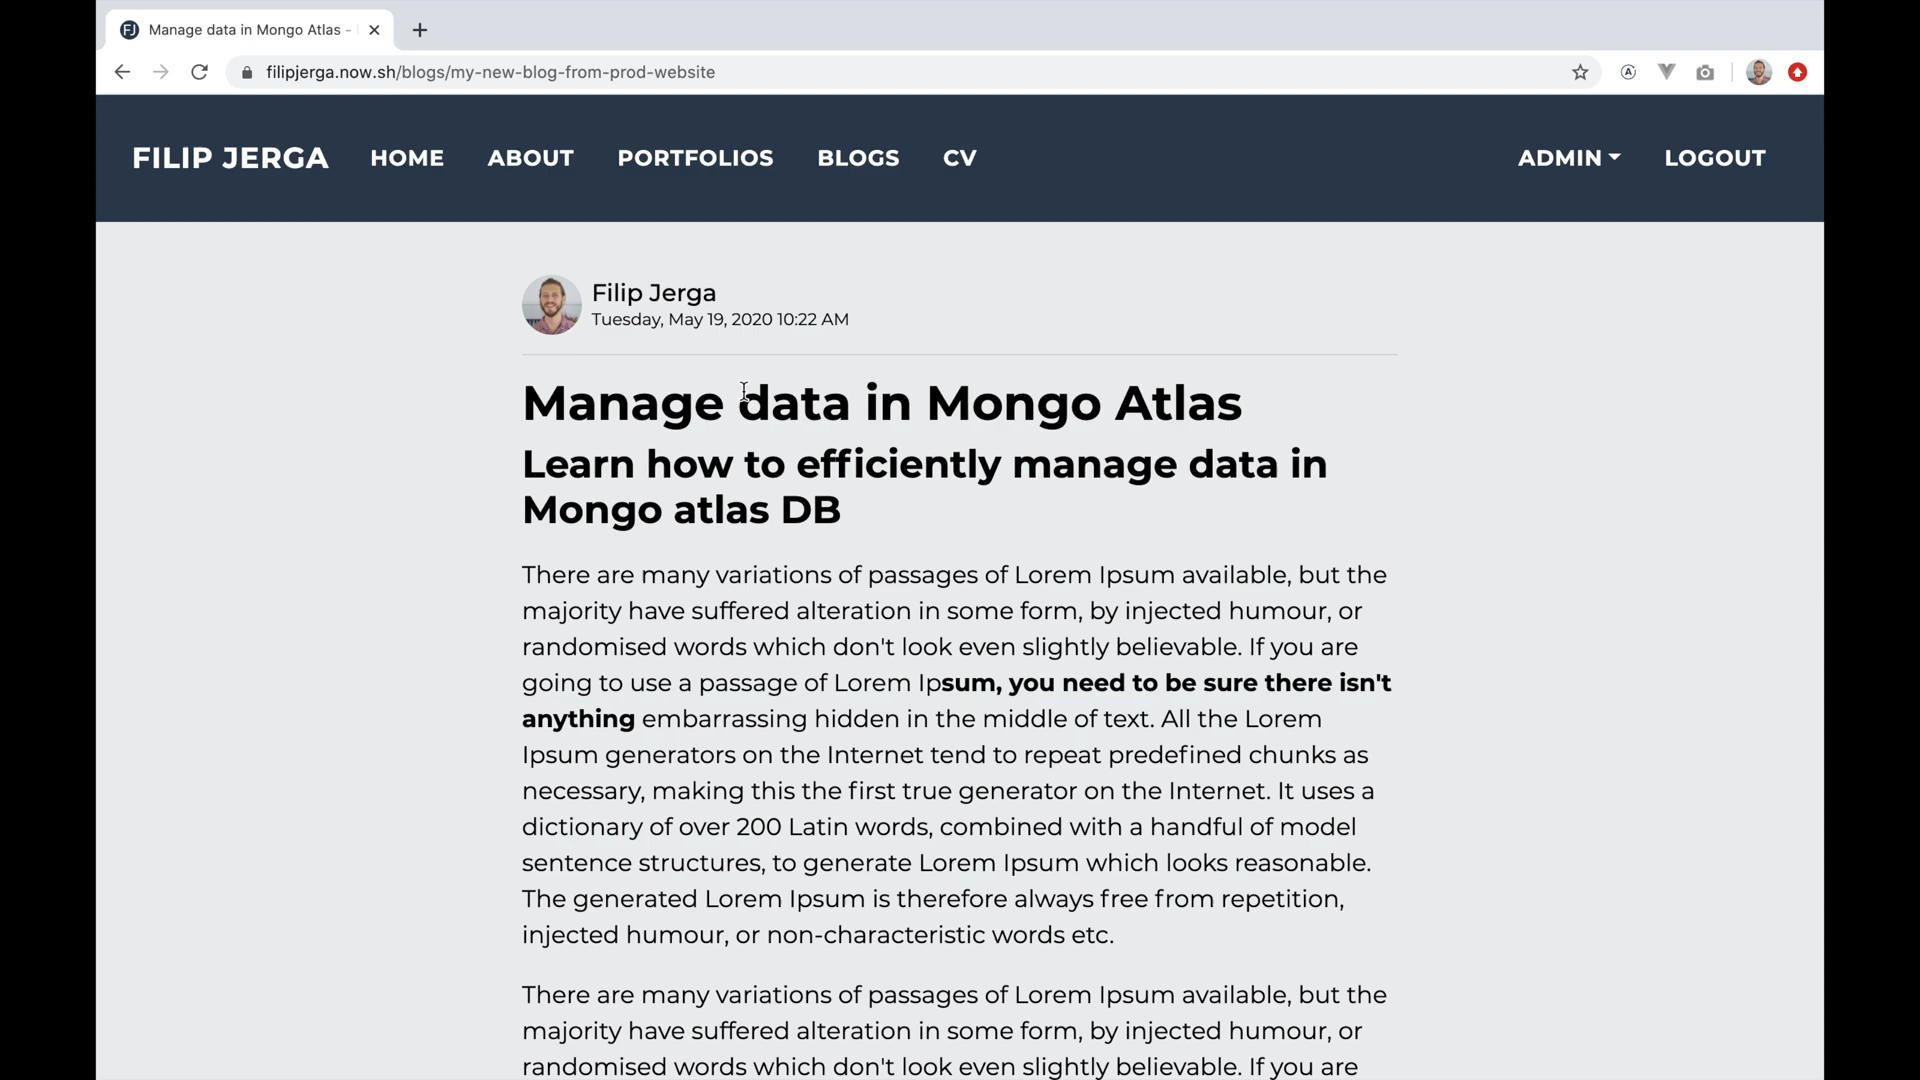 Manage data in Mongo Atlas -
filipjerga.now.sh/blogs/my-new-blog-from-prod-website
FILIP JERGA HOME ABOUT PORTFOLIOS BLOGS CV ADMIN LOGOUT
Filip Jerga
Tuesday, May 19, 2020 10:22 AM
Manage data in Mongo Atlas
Learn how to efficiently manage data in
Mongo atlas DB
There are many variations of passages of Lorem Ipsum available, but the
majority have suffered alteration in some form, by injected humour, or
randomised words which don't look even slightly believable. If you are
going to use a passage of Lorem Ipsum, you need to be sure there isn't
anything embarrassing hidden in the middle of text. All the Lorem
Ipsum generators on the Internet tend to repeat predefined chunks as
necessary, making this the first true generator on the Internet. It uses a
dictionary of over 200 Latin words, combined with a handful of model
sentence structures, to generate Lorem Ipsum which looks reasonable.
The generated Lorem Ipsum is therefore always free from repetition,
injected humour, or non-characteristic words etc.
There are many variations of passages of Lorem Ipsum available, but the
majority have suffered alteration in some form, by injected humour, or
randomised words which don't look even slightly believable. If you are